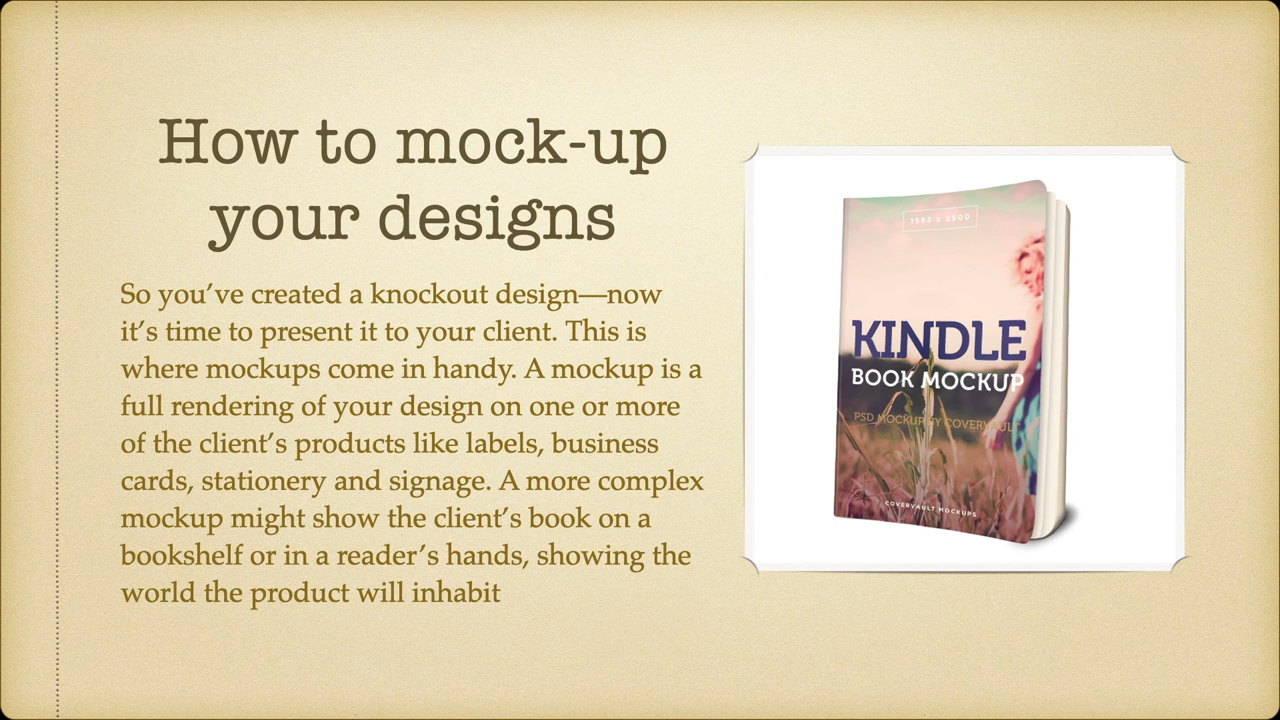 How to mock-up
your designs
So you’ve created a knockout design—now
it’s time to present it to your client. This is
where mockups come in handy. A mockup is a
full rendering of your design on one or more
of the client’s products like labels, business
cards, stationery and signage. A more complex
mockup might show the client’s book on a
bookshelf or in a reader’s hands, showing the
world the product will inhabit
1563 x 2500
KINDLE
BOOK MOCKUP
PSD MOCKUP BY COVERVAULT
COVERVAULT MOCKUPS